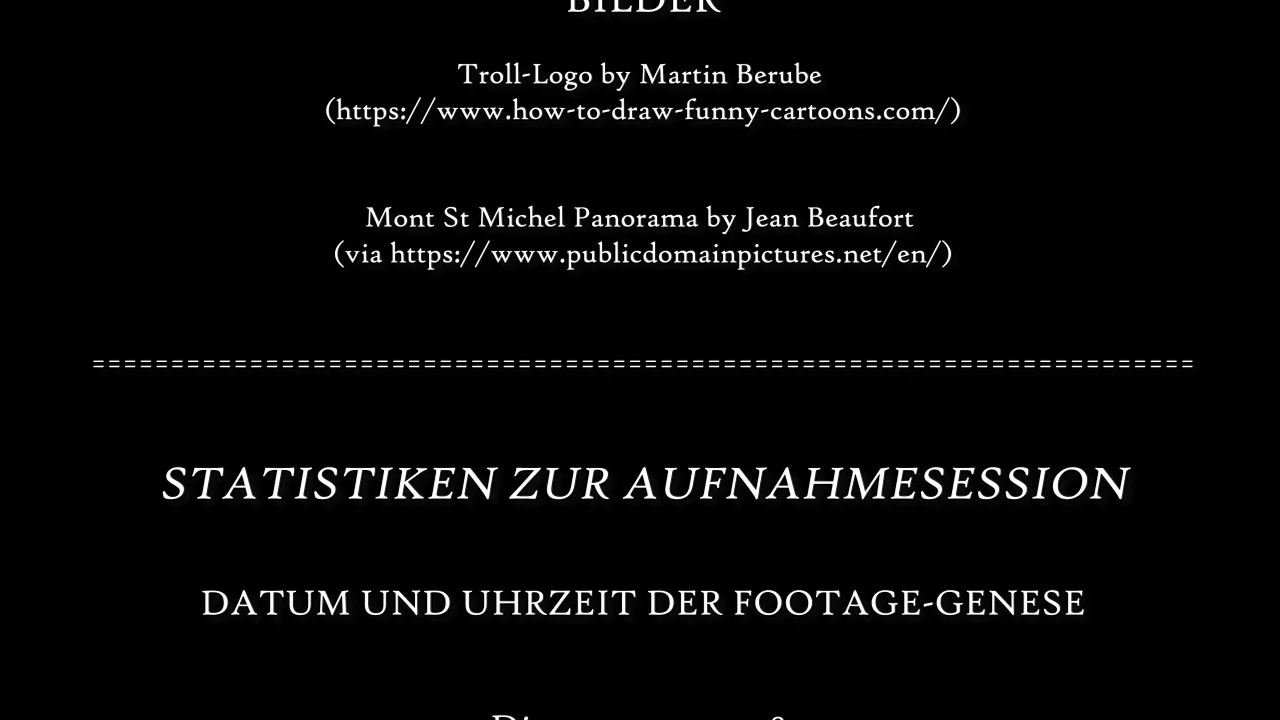 BILDER
Troll-Logo by Martin Berube
(https://www.how-to-draw-funny-cartoons.com/)
Mont St Michel Panorama by Jean Beaufort
(via https://www.publicdomainpictures.net/en/)
======================================================================
STATISTIKEN ZUR AUFNAHMESESSION
DATUM UND UHRZEIT DER FOOTAGE-GENESE